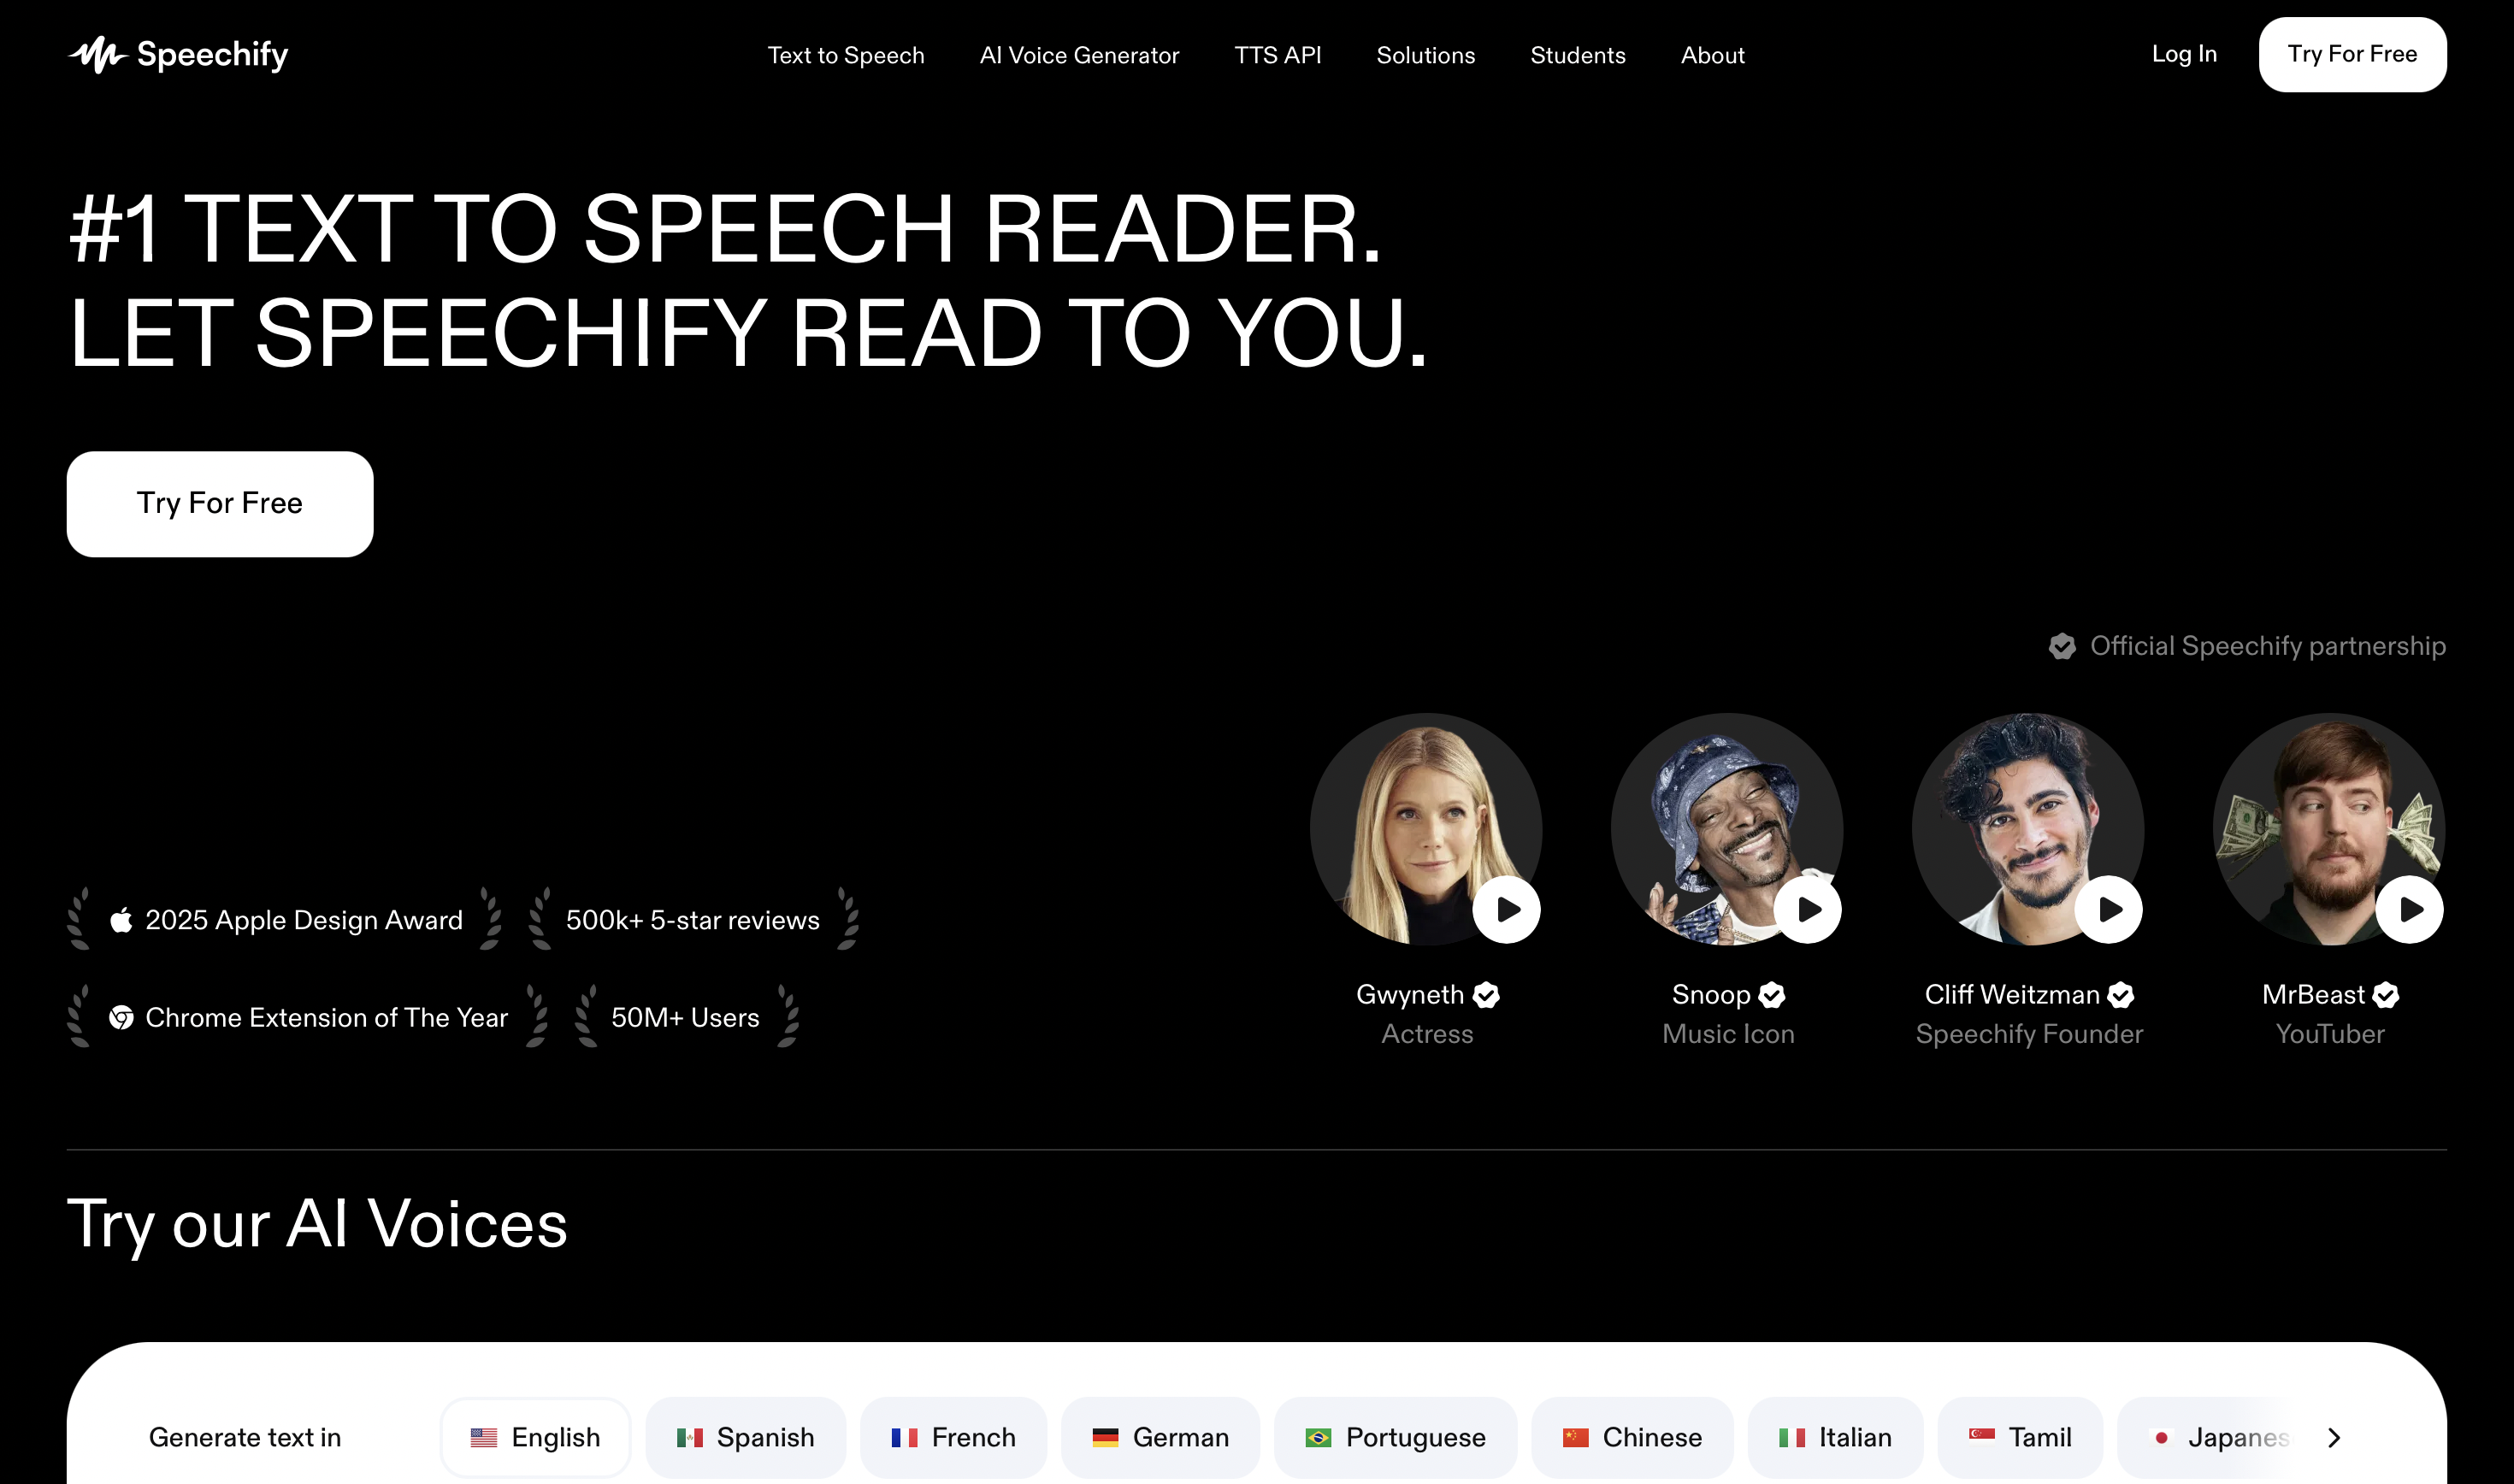 Speechify
Text to Speech
AI Voice Generator
TTS API
Solutions
Students
About
Log In
Try For Free
#1 TEXT TO SPEECH READER.
LET SPEECHIFY READ TO YOU.
Try For Free
Official Speechify partnership
2025 Apple Design Award
500k+ 5-star reviews
Chrome Extension of The Year
50M+ Users
Gwyneth
Actress
Snoop
Music Icon
Cliff Weitzman
Speechify Founder
MrBeast
YouTuber
Try our AI Voices
Generate text in
English
Spanish
French
German
Portuguese
Chinese
Italian
Tamil
Japanes